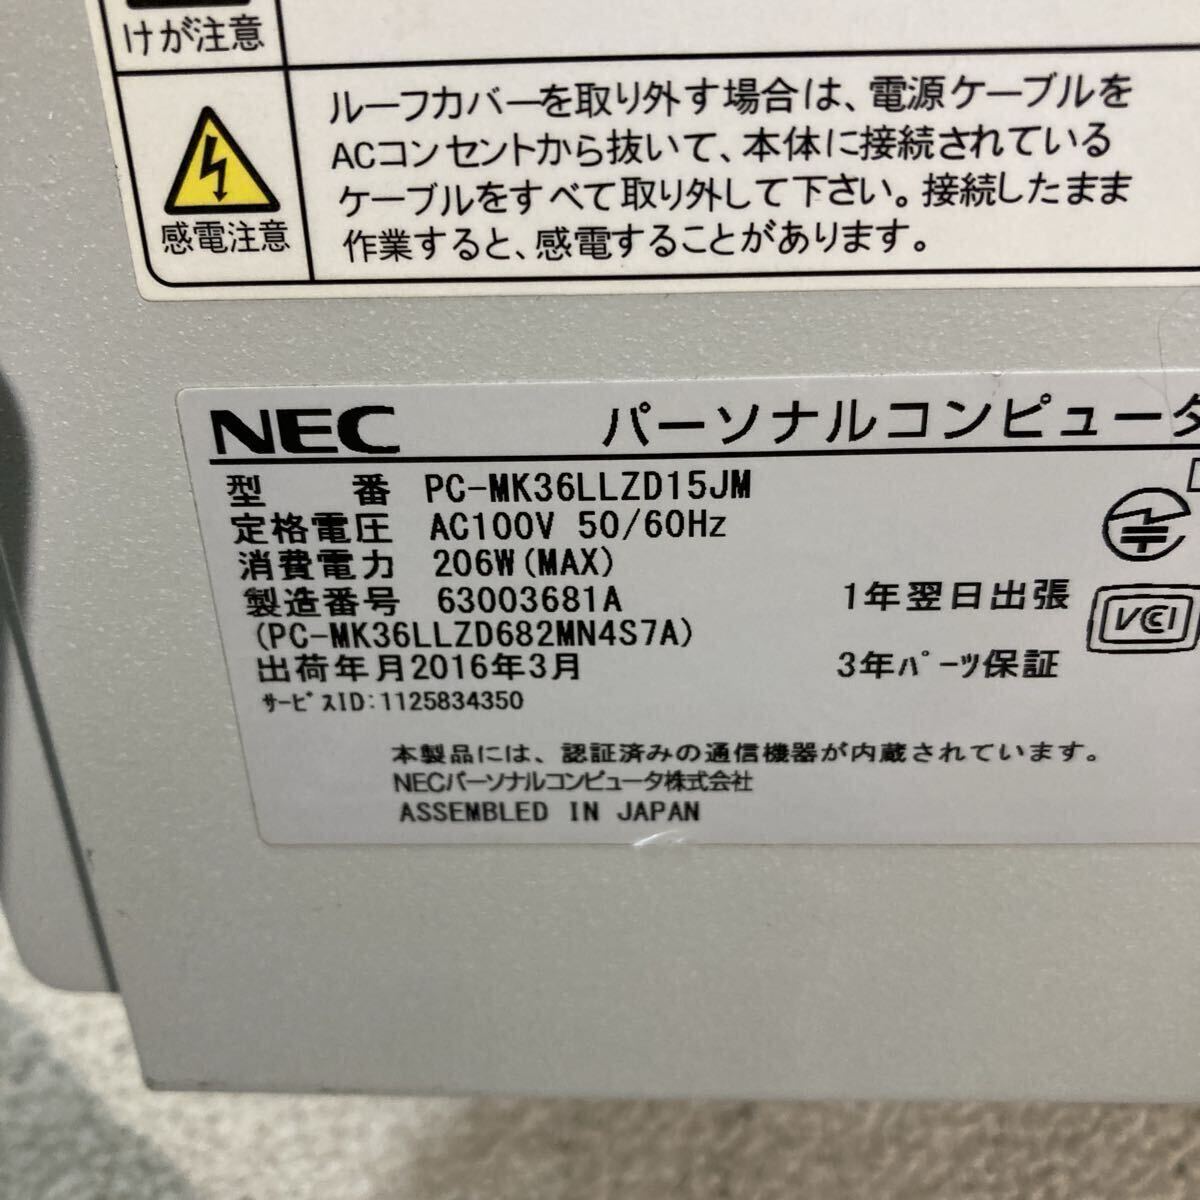 けが注意
ルーフカバーを取り外す場合は、電源ケーブルを
ACコンセントから抜いて、本体に接続されている
ケーブルをすべて取り外して下さい。接続したまま
作業すると、感電することがあります。
感電注意
NEC パーソナルコンピュータ
型 番 PC-MK36LLZD15JM
定格電圧 AC100V 50/60Hz
消費電力 206W(MAX)
製造番号 63003681A
(PC-MK36LLZD682MN4S7A)
出荷年月2016年3月
サービスID:1125834350
1年翌日出張
3年パーツ保証
VCCI
本製品には、認証済みの通信機器が内蔵されています。
NECパーソナルコンピュータ株式会社
ASSEMBLED IN JAPAN